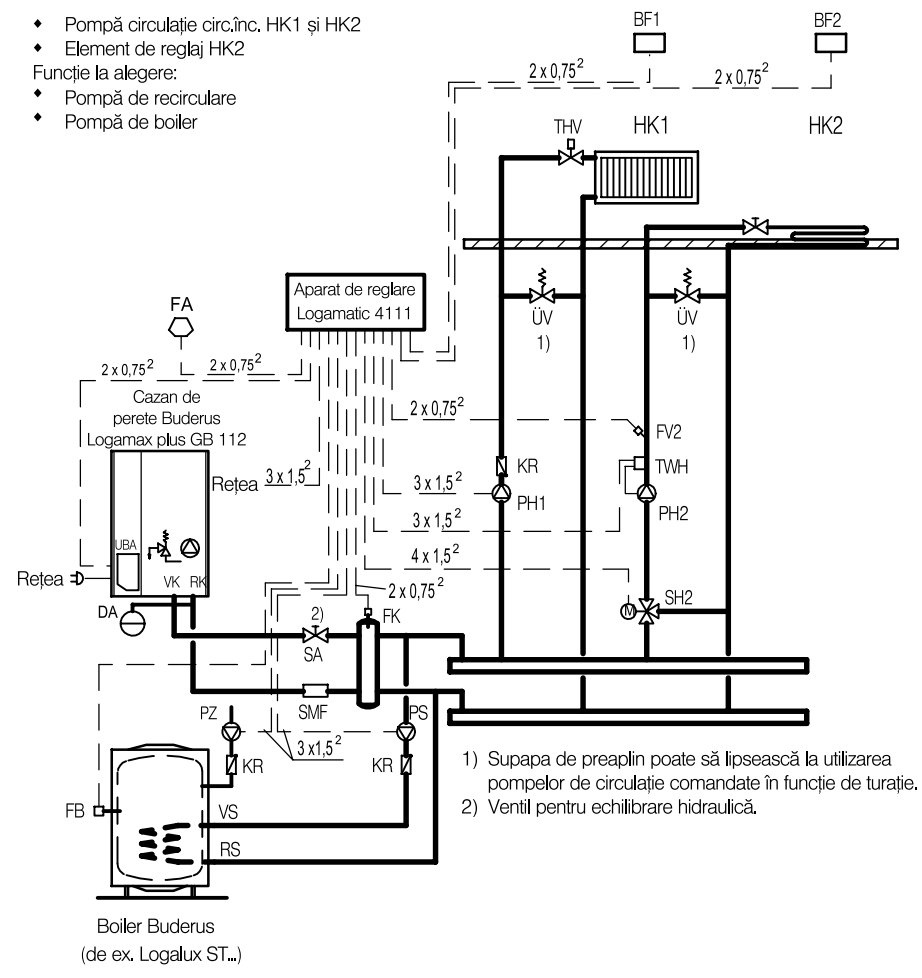 ◆ Pompă circulație circ.înc. HK1 și HK2
◆ Element de reglaj HK2
Funcție la alegere:
◆ Pompă de recirculare
◆ Pompă de boiler
BF1
BF2
2 x 0,75²
2 x 0,75²
THV
HK1
HK2
Aparat de reglare
Logamatic 4111
FA
ÜV
1)
ÜV
1)
2 x 0,75²
2 x 0,75²
Cazan de
perete Buderus
Logamax plus GB 112
2 x 0,75²
FV2
KR
TWH
Rețea
3 x 1,5²
3 x 1,5²
PH1
PH2
3 x 1,5²
UBA
4 x 1,5²
Rețea
VK
RK
2 x 0,75²
SH2
M
DA
2)
FK
SA
PZ
SMF
PS
3x1,5²
KR
KR
FB
VS
RS
1) Supapa de preaplin poate să lipsească la utilizarea
pompelor de circulație comandate în funcție de turație.
2) Ventil pentru echilibrare hidraulică.
Boiler Buderus
(de ex. Logalux ST...)